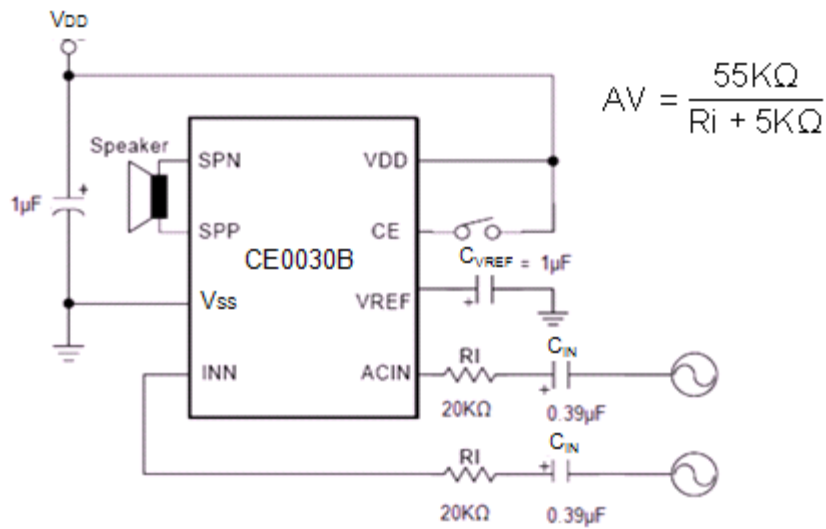 VDD
AV = 55KΩ / Ri + 5KΩ
Speaker
SPN
VDD
1µF
+
SPP
CE
CE0030B
CVREF = 1µF
Vss
VREF
+
INN
ACIN
RI
CIN
+
20KΩ
0.39µF
RI
CIN
+
20KΩ
0.39µF